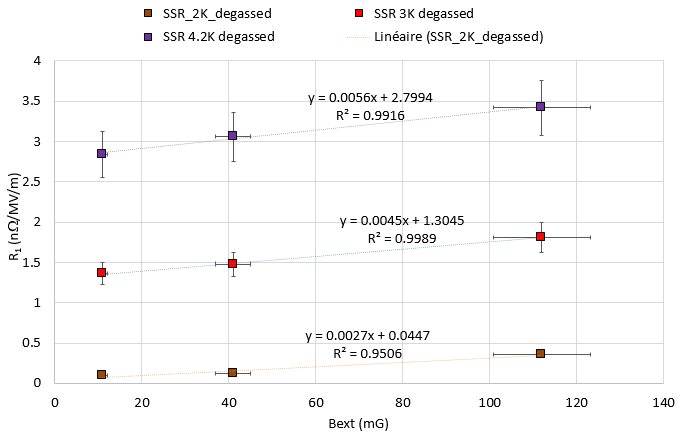 SSR_2K_degassed
SSR 3K degassed
SSR 4.2K degassed
Linéaire (SSR_2K_degassed)
4
3.5
3
2.5
2
1.5
1
0.5
0
R₁ (nΩ/MV/m)
y = 0.0056x + 2.7994
R² = 0.9916
y = 0.0045x + 1.3045
R² = 0.9989
y = 0.0027x + 0.0447
R² = 0.9506
0 20 40 60 80 100 120 140
Bext (mG)